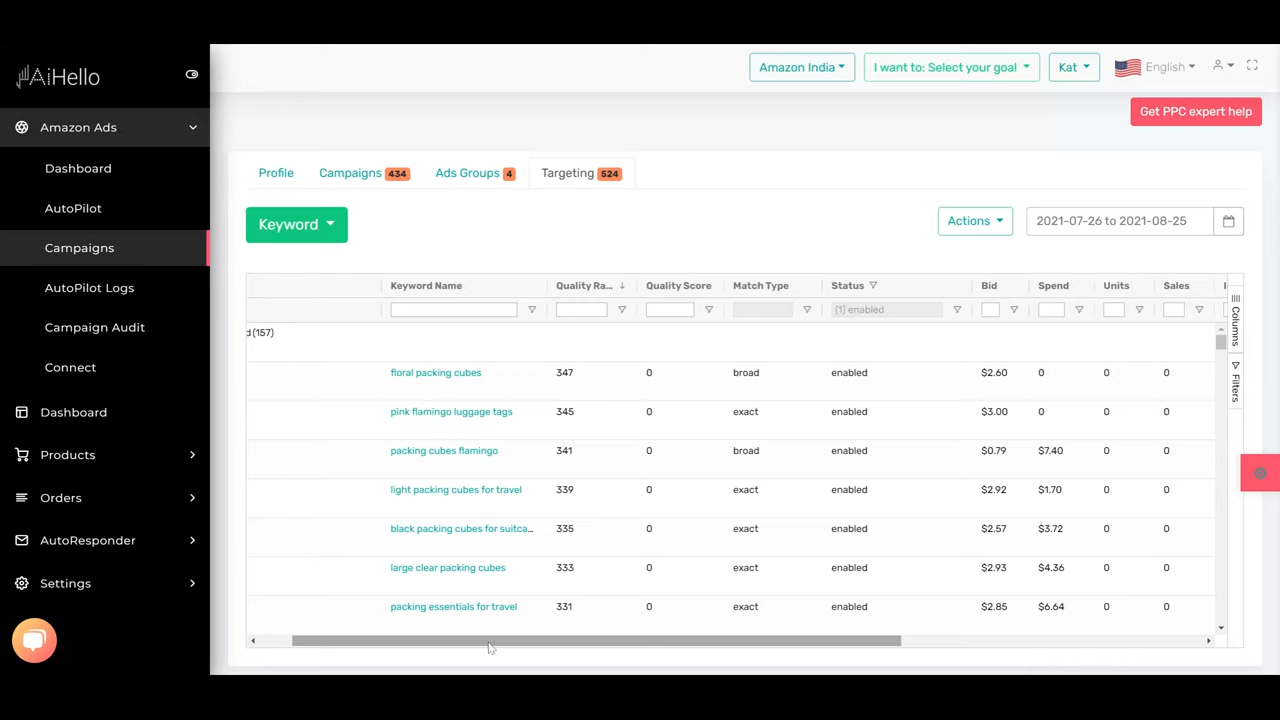 AiHello
Amazon Ads
Dashboard
AutoPilot
Campaigns
AutoPilot Logs
Campaign Audit
Connect
Dashboard
Products
Orders
AutoResponder
Settings
Amazon India
I want to: Select your goal
Kat
English
Get PPC expert help
Profile
Campaigns 434
Ads Groups 4
Targeting 524
Keyword
Actions
2021-07-26 to 2021-08-25
Keyword Name Quality Ra... Quality Score Match Type Status Bid Spend Units Sales
(1) enabled
d (157)
floral packing cubes 347 0 broad enabled $2.60 0 0 0
pink flamingo luggage tags 345 0 exact enabled $3.00 0 0 0
packing cubes flamingo 341 0 broad enabled $0.79 $7.40 0 0
light packing cubes for travel 339 0 exact enabled $2.92 $1.70 0 0
black packing cubes for suitca... 335 0 exact enabled $2.57 $3.72 0 0
large clear packing cubes 333 0 exact enabled $2.93 $4.36 0 0
packing essentials for travel 331 0 exact enabled $2.85 $6.64 0 0
Columns
Filters